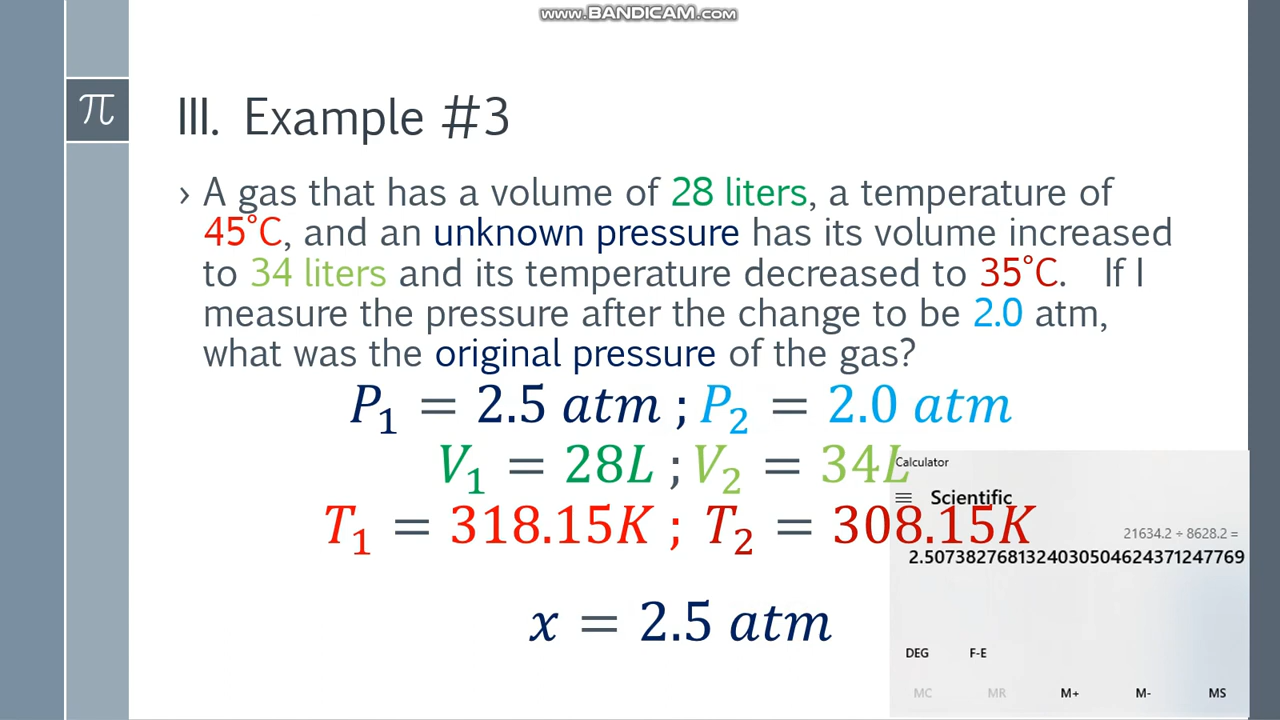 www.BANDICAM.com
π
III. Example #3
› A gas that has a volume of 28 liters, a temperature of
45°C, and an unknown pressure has its volume increased
to 34 liters and its temperature decreased to 35°C. If I
measure the pressure after the change to be 2.0 atm,
what was the original pressure of the gas?
P₁ = 2.5 atm ; P₂ = 2.0 atm
V₁ = 28L ; V₂ = 34L
Calculator
Scientific
T₁ = 318.15K ; T₂ = 308.15K
21634.2 ÷ 8628.2 =
2.5073827681324030504624371247769
x = 2.5 atm
DEG F-E
MC MR M+ M- MS